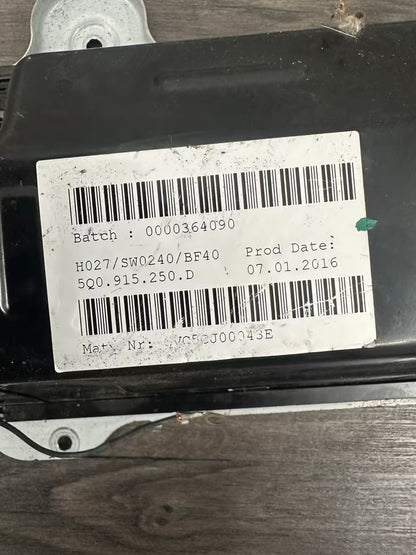 Batch : 0000364090
H027/SW0240/BF40 Prod Date:
5Q0.915.250.D 07.01.2016
Mat. Nr: